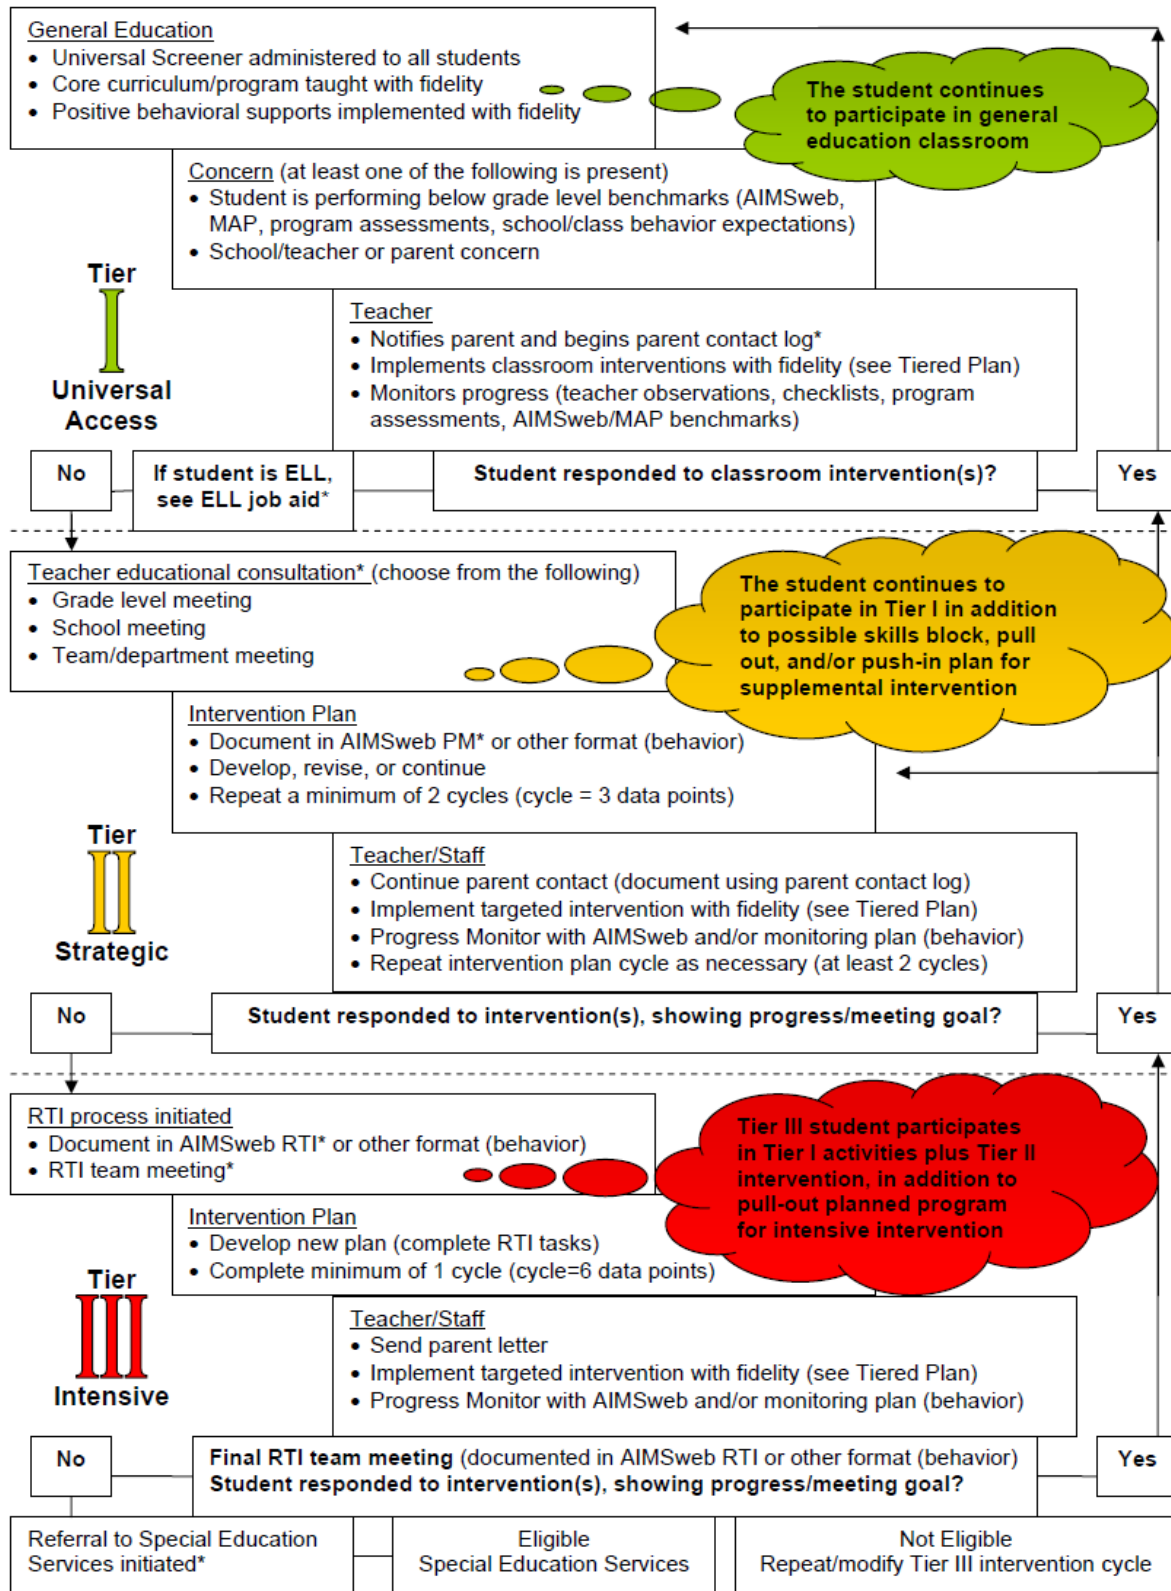 General Education
• Universal Screener administered to all students
• Core curriculum/program taught with fidelity
• Positive behavioral supports implemented with fidelity
The student continues
to participate in general
education classroom
Concern (at least one of the following is present)
• Student is performing below grade level benchmarks (AIMSweb,
MAP, program assessments, school/class behavior expectations)
• School/teacher or parent concern
Tier
I
Universal
Access
Teacher
• Notifies parent and begins parent contact log*
• Implements classroom interventions with fidelity (see Tiered Plan)
• Monitors progress (teacher observations, checklists, program
assessments, AIMSweb/MAP benchmarks)
No
If student is ELL,
see ELL job aid*
Student responded to classroom intervention(s)?
Yes
Teacher educational consultation* (choose from the following)
• Grade level meeting
• School meeting
• Team/department meeting
The student continues to
participate in Tier I in addition
to possible skills block, pull
out, and/or push-in plan for
supplemental intervention
Intervention Plan
• Document in AIMSweb PM* or other format (behavior)
• Develop, revise, or continue
• Repeat a minimum of 2 cycles (cycle = 3 data points)
Tier
II
Strategic
Teacher/Staff
• Continue parent contact (document using parent contact log)
• Implement targeted intervention with fidelity (see Tiered Plan)
• Progress Monitor with AIMSweb and/or monitoring plan (behavior)
• Repeat intervention plan cycle as necessary (at least 2 cycles)
No
Student responded to intervention(s), showing progress/meeting goal?
Yes
RTI process initiated
• Document in AIMSweb RTI* or other format (behavior)
• RTI team meeting*
Tier III student participates
in Tier I activities plus Tier II
intervention, in addition to
pull-out planned program
for intensive intervention
Intervention Plan
• Develop new plan (complete RTI tasks)
• Complete minimum of 1 cycle (cycle=6 data points)
Tier
III
Intensive
Teacher/Staff
• Send parent letter
• Implement targeted intervention with fidelity (see Tiered Plan)
• Progress Monitor with AIMSweb and/or monitoring plan (behavior)
No
Final RTI team meeting (documented in AIMSweb RTI or other format (behavior)
Student responded to intervention(s), showing progress/meeting goal?
Yes
Referral to Special Education
Services initiated*
Eligible
Special Education Services
Not Eligible
Repeat/modify Tier III intervention cycle